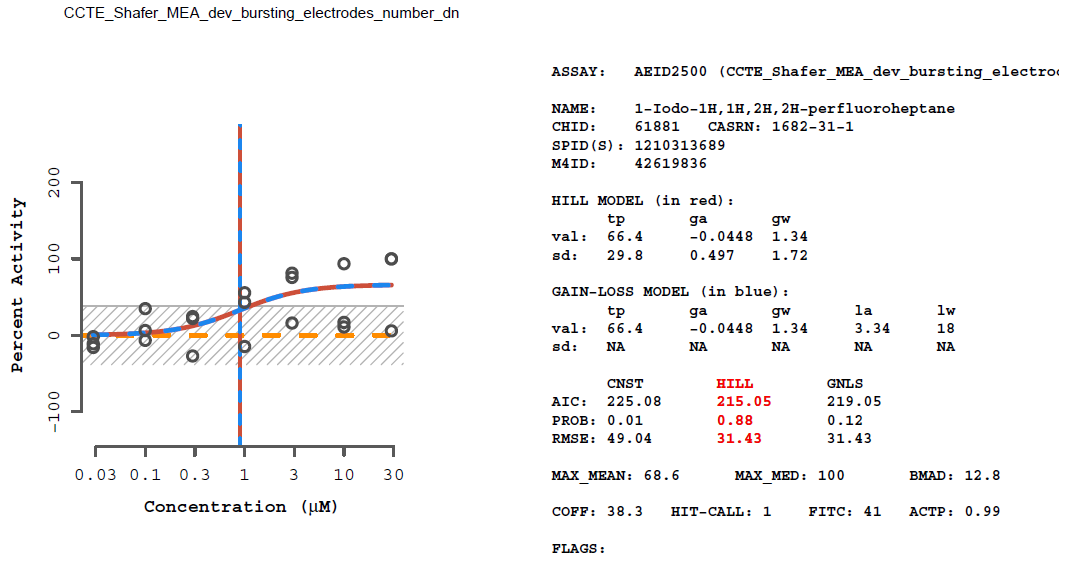 CCTE_Shafer_MEA_dev_bursting_electrodes_number_dn
ASSAY: AEID2500 (CCTE_Shafer_MEA_dev_bursting_electro
NAME: 1-Iodo-1H,1H,2H,2H-perfluoroheptane
CHID: 61881 CASRN: 1682-31-1
SPID(S): 1210313689
M4ID: 42619836
HILL MODEL (in red):
tp ga gw
val: 66.4 -0.0448 1.34
sd: 29.8 0.497 1.72
GAIN-LOSS MODEL (in blue):
tp ga gw la lw
val: 66.4 -0.0448 1.34 3.34 18
sd: NA NA NA NA NA
CNST HILL GNLS
AIC: 225.08 215.05 219.05
PROB: 0.01 0.88 0.12
RMSE: 49.04 31.43 31.43
MAX_MEAN: 68.6 MAX_MED: 100 BMAD: 12.8
COFF: 38.3 HIT-CALL: 1 FITC: 41 ACTP: 0.99
FLAGS:
Percent Activity
200
100
0
-100
0.03 0.1 0.3 1 3 10 30
Concentration (µM)